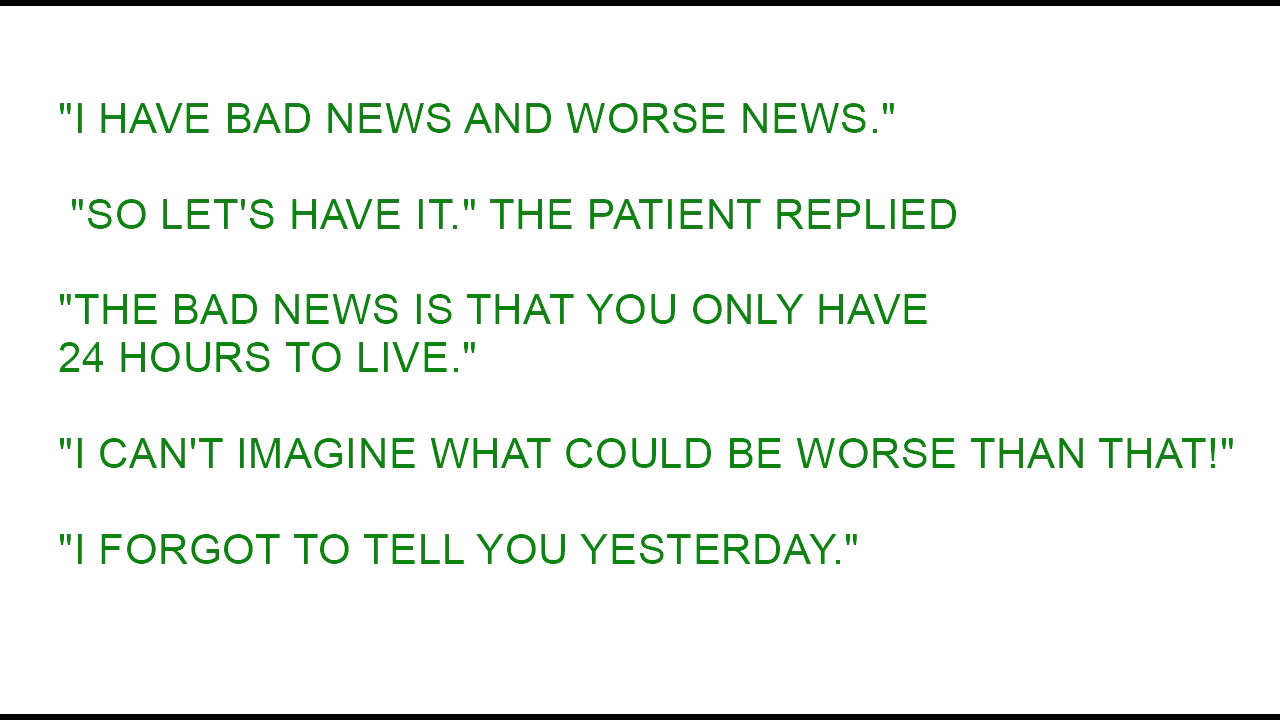 "I HAVE BAD NEWS AND WORSE NEWS."
"SO LET'S HAVE IT." THE PATIENT REPLIED
"THE BAD NEWS IS THAT YOU ONLY HAVE
24 HOURS TO LIVE."
"I CAN'T IMAGINE WHAT COULD BE WORSE THAN THAT!"
"I FORGOT TO TELL YOU YESTERDAY."